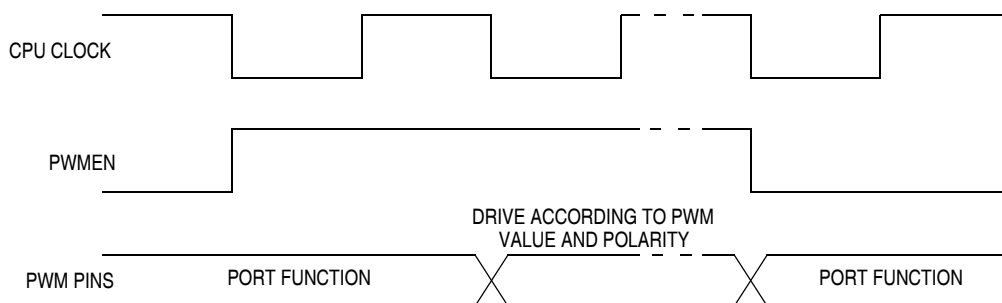 CPU CLOCK
PWMEN
DRIVE ACCORDING TO PWM
VALUE AND POLARITY
PWM PINS
PORT FUNCTION
PORT FUNCTION